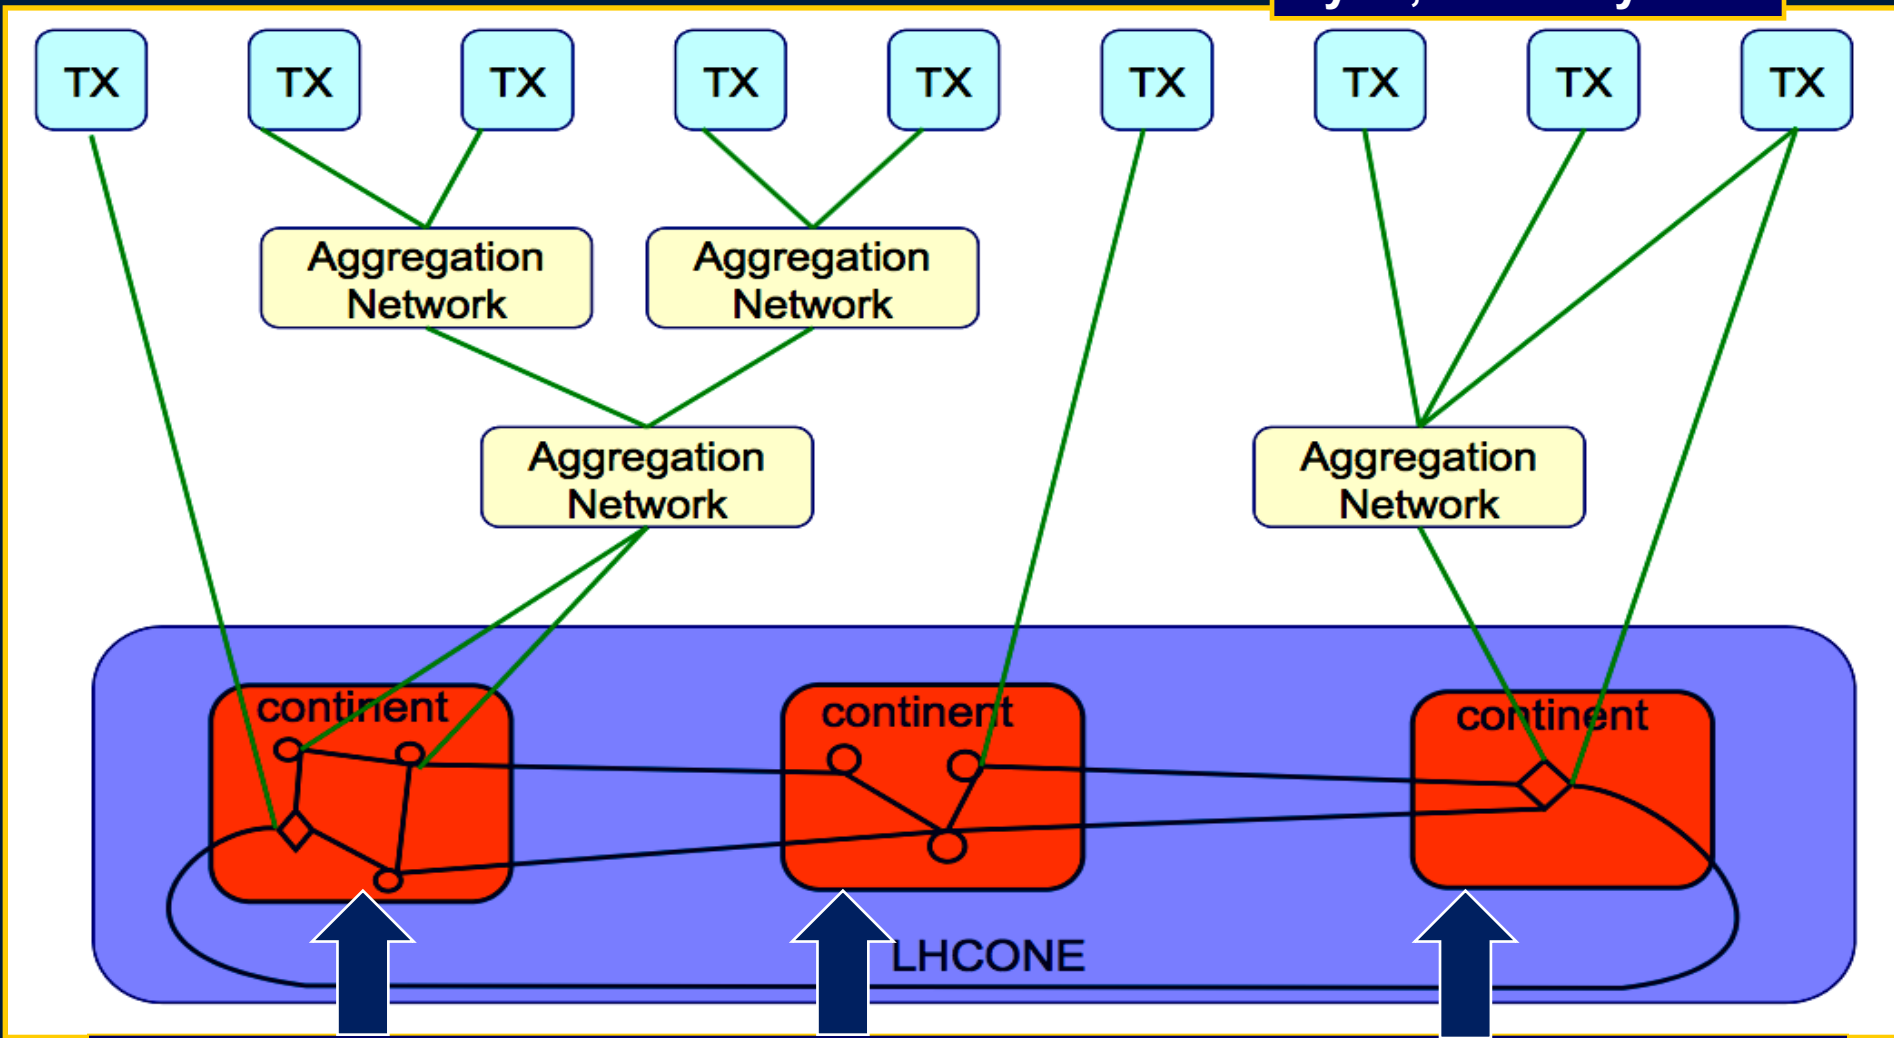 TX TX TX TX TX TX TX TX TX
Aggregation
Network
Aggregation
Network
Aggregation
Network
Aggregation
Network
continent
continent
continent
LHCONE